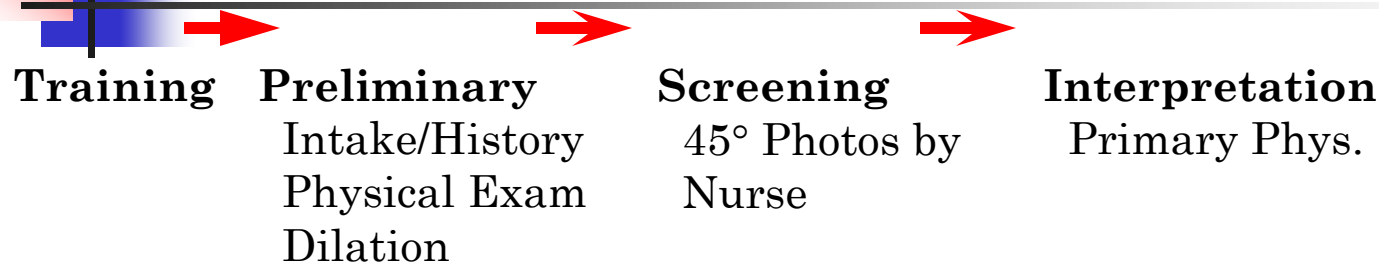 Training Preliminary Screening Interpretation
Intake/History 45° Photos by Primary Phys.
Physical Exam Nurse
Dilation